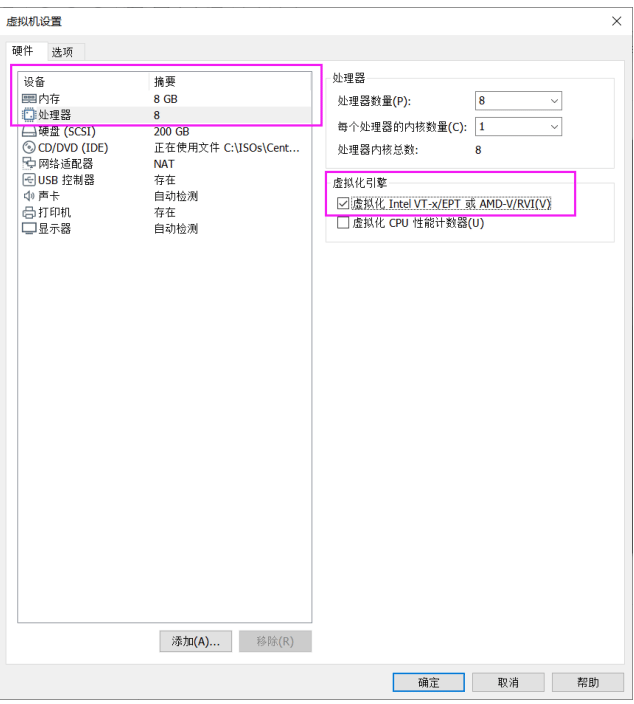 虚拟机设置
硬件 选项
设备 摘要
内存 8 GB
处理器 8
硬盘 (SCSI) 200 GB
CD/DVD (IDE) 正在使用文件 C:\ISOs\Cent...
网络适配器 NAT
USB 控制器 存在
声卡 自动检测
打印机 存在
显示器 自动检测
添加(A)... 移除(R)
处理器
处理器数量(P): 8
每个处理器的内核数量(C): 1
处理器内核总数: 8
虚拟化引擎
虚拟化 Intel VT-x/EPT 或 AMD-V/RVI(V)
虚拟化 CPU 性能计数器(U)
确定 取消 帮助